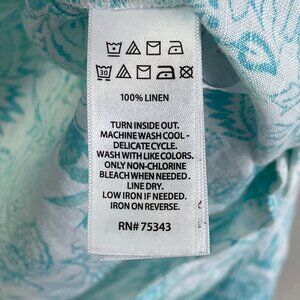 30
100% LINEN
TURN INSIDE OUT.
MACHINE WASH COOL -
DELICATE CYCLE.
WASH WITH LIKE COLORS.
ONLY NON-CHLORINE
BLEACH WHEN NEEDED.
LINE DRY.
LOW IRON IF NEEDED.
IRON ON REVERSE.
RN# 75343